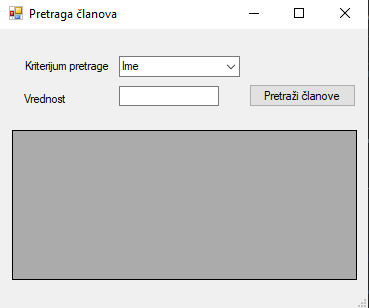 Pretraga članova
Kriterijum pretrage Ime
Vrednost Pretraži članove